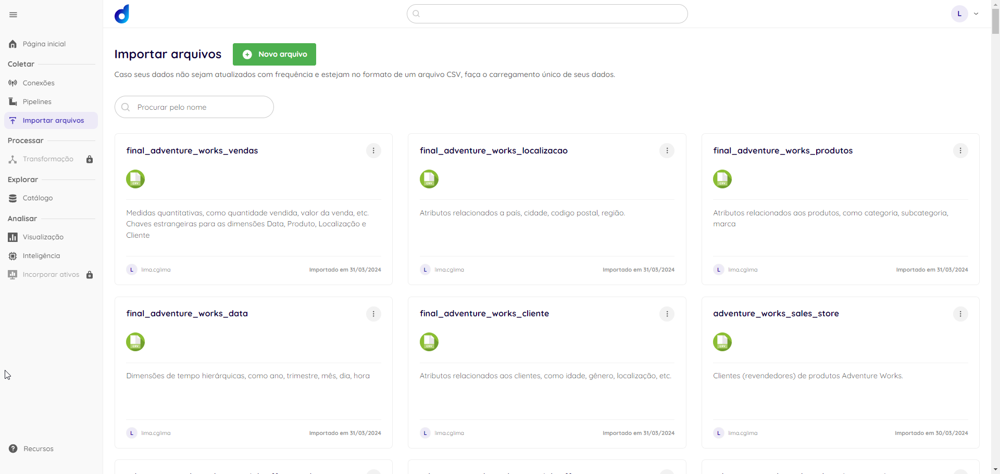 L
Página inicial
Coletar
Conexões
Pipelines
Importar arquivos
Processar
Transformação
Explorar
Catálogo
Analisar
Visualização
Inteligência
Incorporar ativos
Recursos
Importar arquivos
Novo arquivo
Caso seus dados não sejam atualizados com frequência e estejam no formato de um arquivo CSV, faça o carregamento único de seus dados.
Procurar pelo nome
final_adventure_works_vendas
CSV
Medidas quantitativas, como quantidade vendida, valor da venda, etc.
Chaves estrangeiras para as dimensões Data, Produto, Localização e
Cliente
L lima.cglima Importado em 31/03/2024
final_adventure_works_localizacao
CSV
Atributos relacionados a país, cidade, codigo postal, região.
L lima.cglima Importado em 31/03/2024
final_adventure_works_produtos
CSV
Atributos relacionados aos produtos, como categoria, subcategoria,
marca
L lima.cglima Importado em 31/03/2024
final_adventure_works_data
CSV
Dimensões de tempo hierárquicas, como ano, trimestre, mês, dia, hora
L lima.cglima Importado em 31/03/2024
final_adventure_works_cliente
CSV
Atributos relacionados aos clientes, como idade, gênero, localização, etc.
L lima.cglima Importado em 31/03/2024
adventure_works_sales_store
CSV
Clientes (revendedores) de produtos Adventure Works.
L lima.cglima Importado em 30/03/2024